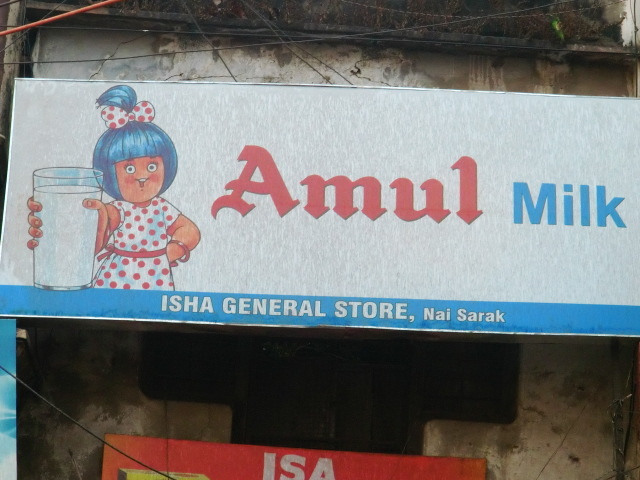 Amul Milk
ISHA GENERAL STORE, Nai Sarak
ISA